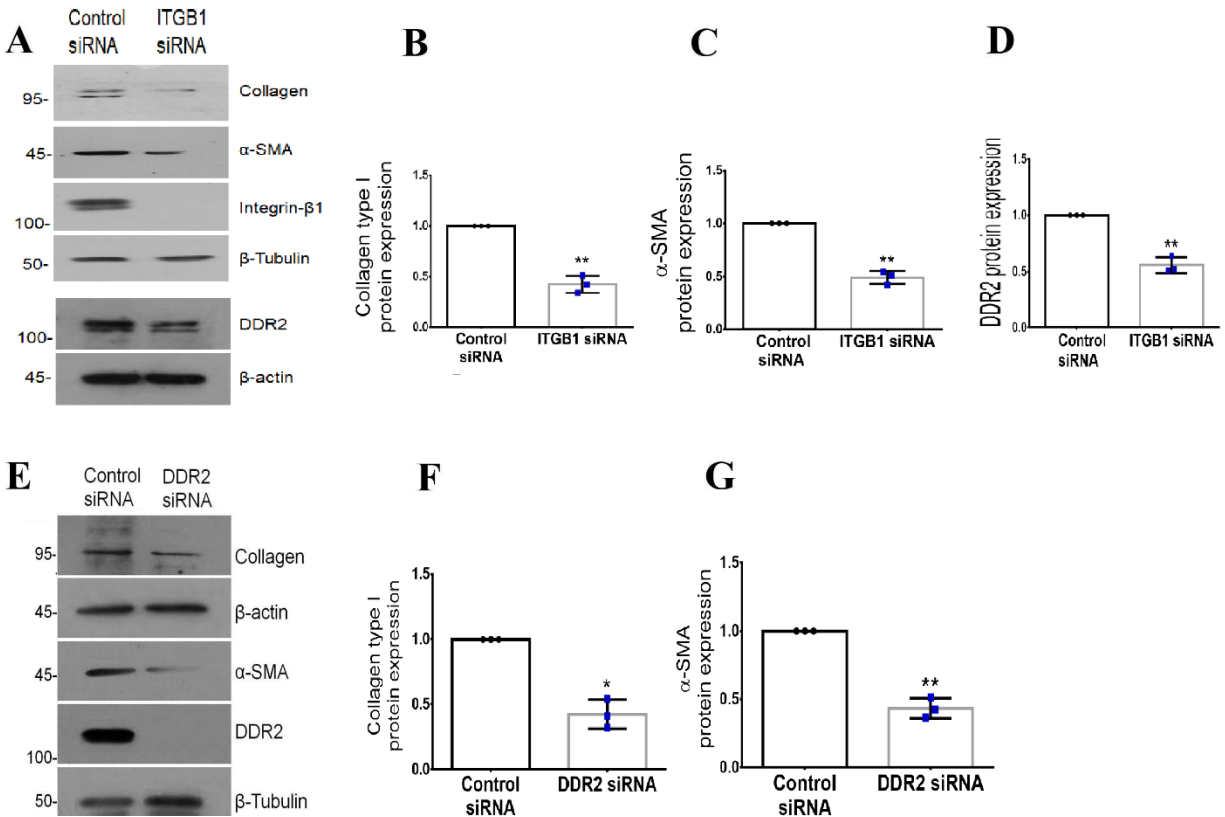 A
Control ITGB1
siRNA siRNA
95- Collagen
45- α-SMA
100- Integrin-β1
50- β-Tubulin
100- DDR2
45- β-actin
B
Collagen type I
protein expression
1.5
1.0
0.5
0.0
**
Control ITGB1 siRNA
siRNA
C
α-SMA
protein expression
1.5
1.0
0.5
0.0
**
Control ITGB1 siRNA
siRNA
D
DDR2 protein expression
1.5
1.0
0.5
0.0
**
Control ITGB1 siRNA
siRNA
E
Control DDR2
siRNA siRNA
95- Collagen
45- β-actin
45- α-SMA
100- DDR2
50- β-Tubulin
F
Collagen type I
protein expression
1.5
1.0
0.5
0.0
*
Control DDR2 siRNA
siRNA
G
α-SMA
protein expression
1.5
1.0
0.5
0.0
**
Control DDR2 siRNA
siRNA